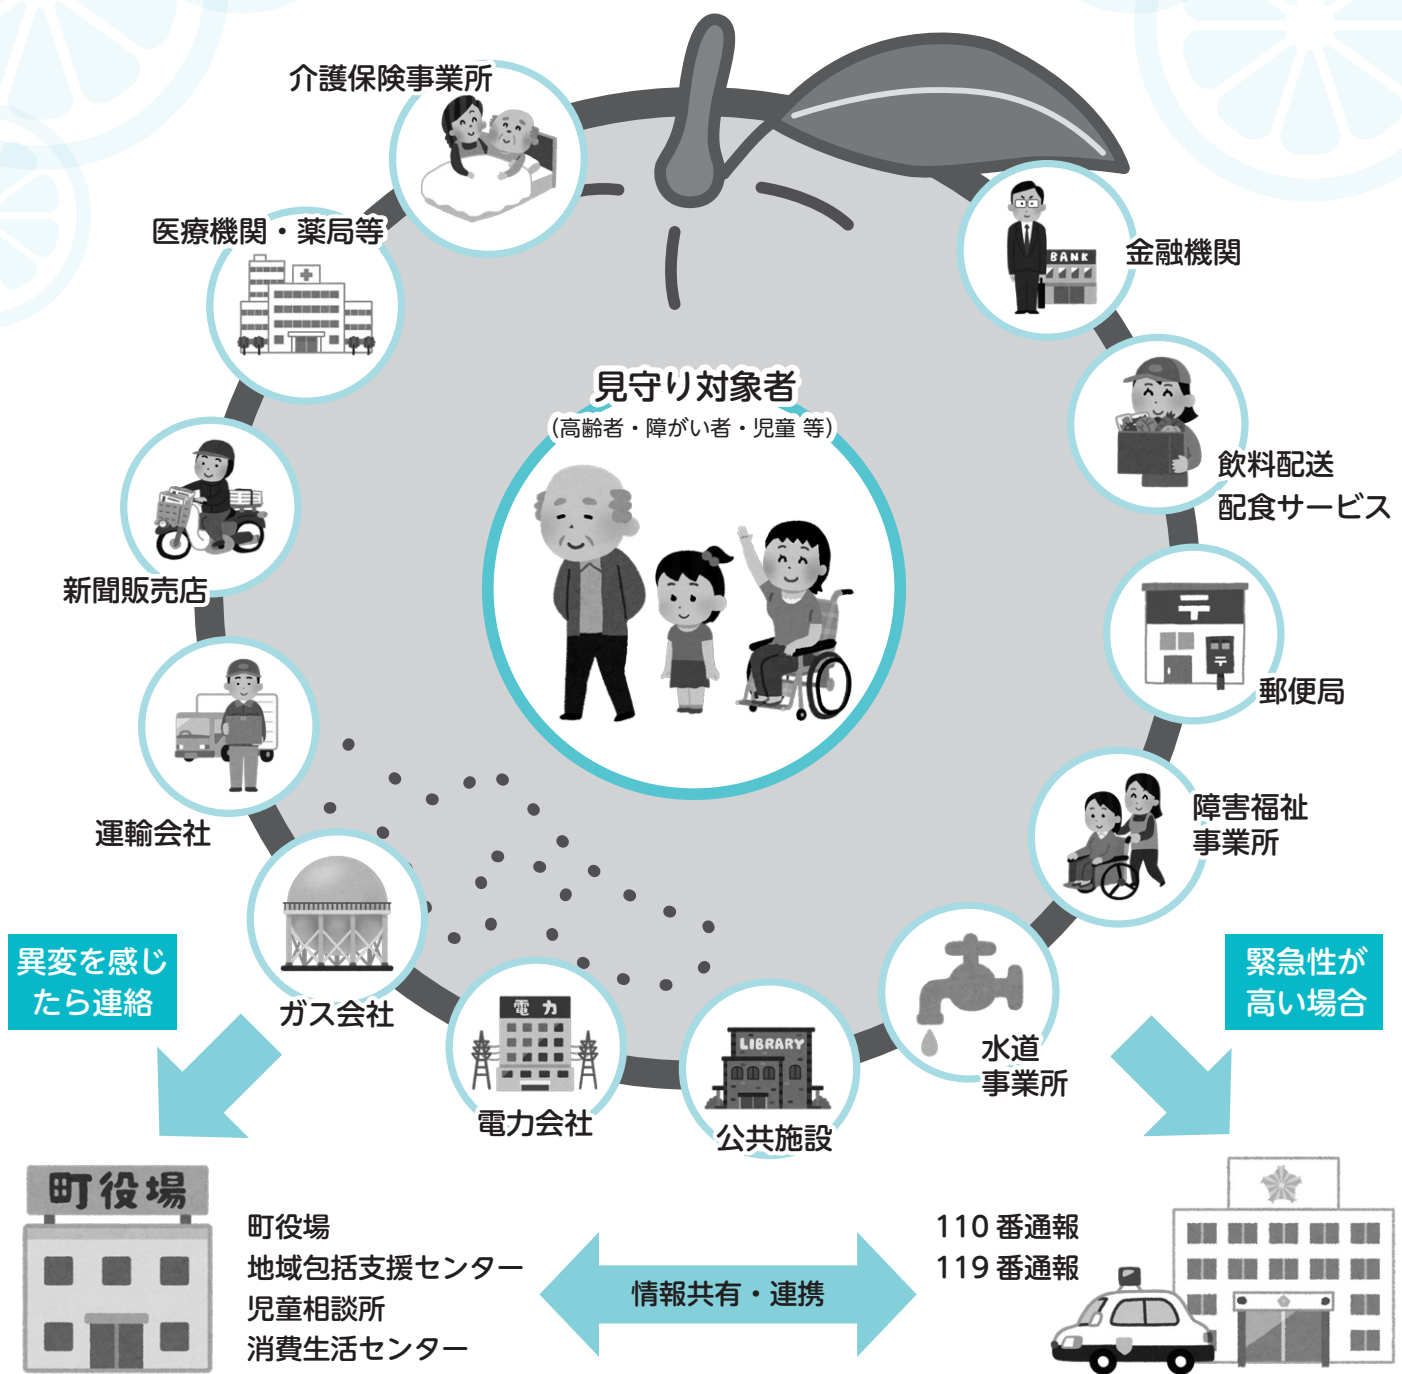 介護保険事業所
医療機関・薬局等
新聞販売店
運輸会社
ガス会社
電力
電力会社
LIBRARY
公共施設
水道
事業所
障害福祉
事業所
〒
〒
郵便局
飲料配送
配食サービス
BANK
金融機関
見守り対象者
(高齢者・障がい者・児童 等)
異変を感じ
たら連絡
緊急性が
高い場合
町役場
町役場
地域包括支援センター
児童相談所
消費生活センター
情報共有・連携
110 番通報
119 番通報